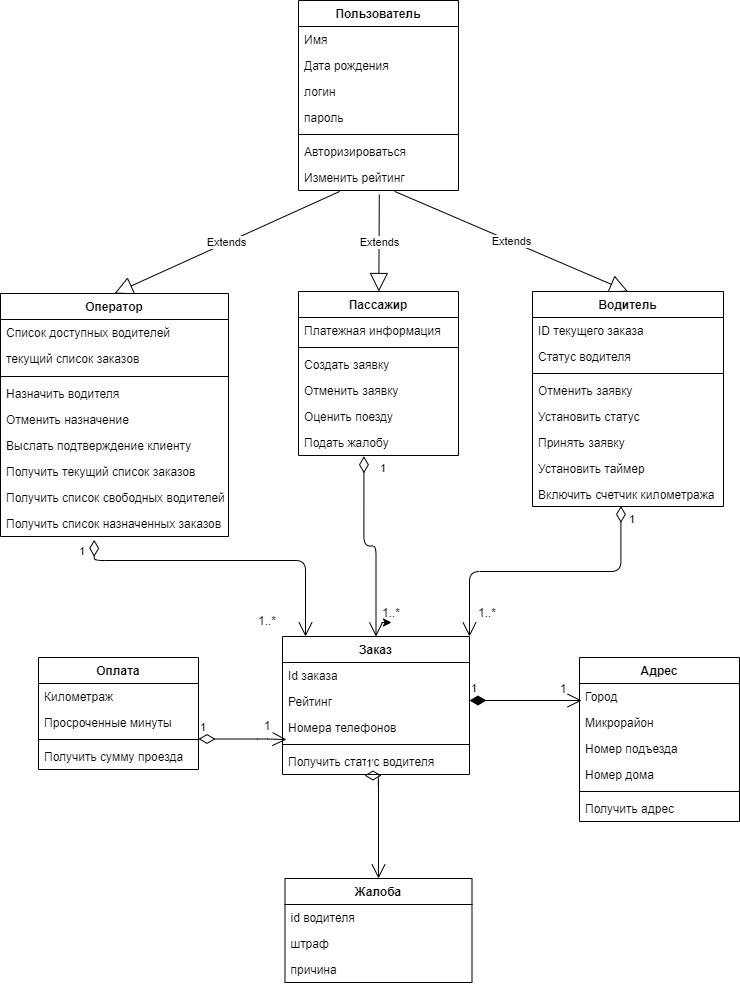 Пользователь
Имя
Дата рождения
логин
пароль
Авторизироваться
Изменить рейтинг
Extends
Extends
Extends
Оператор
Список доступных водителей
текущий список заказов
Назначить водителя
Отменить назначение
Выслать подтверждение клиенту
Получить текущий список заказов
Получить список свободных водителей
Получить список назначенных заказов
Пассажир
Платежная информация
Создать заявку
Отменить заявку
Оценить поезду
Подать жалобу
Водитель
ID текущего заказа
Статус водителя
Отменить заявку
Установить статус
Принять заявку
Установить таймер
Включить счетчик километража
1
1
1
1..*
1..*
1..*
Оплата
Километраж
Просроченные минуты
Получить сумму проезда
1
1
Заказ
Id заказа
Рейтинг
Номера телефонов
Получить статус водителя
1
1
1
Адрес
Город
Микрорайон
Номер подъезда
Номер дома
Получить адрес
Жалоба
id водителя
штраф
причина